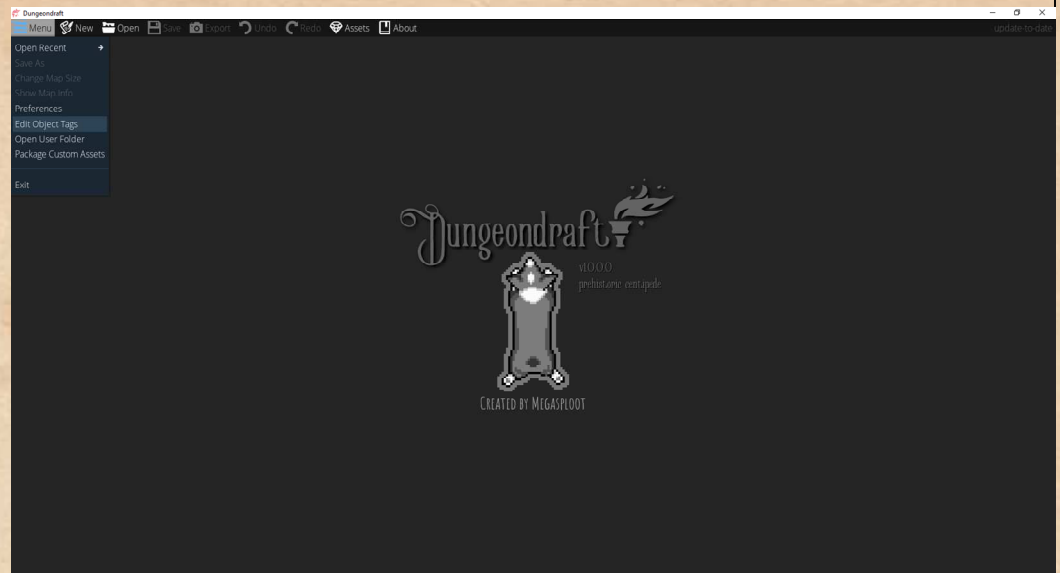 Dungeondraft
Menu New Open Save Export Undo Redo Assets About update-to-date
Open Recent
Save As
Change Map Size
Show Map Info
Preferences
Edit Object Tags
Open User Folder
Package Custom Assets
Exit
Dungeondraft
v1.0.0.0
prehistoric centapede
CREATED BY MEGASPLOOT